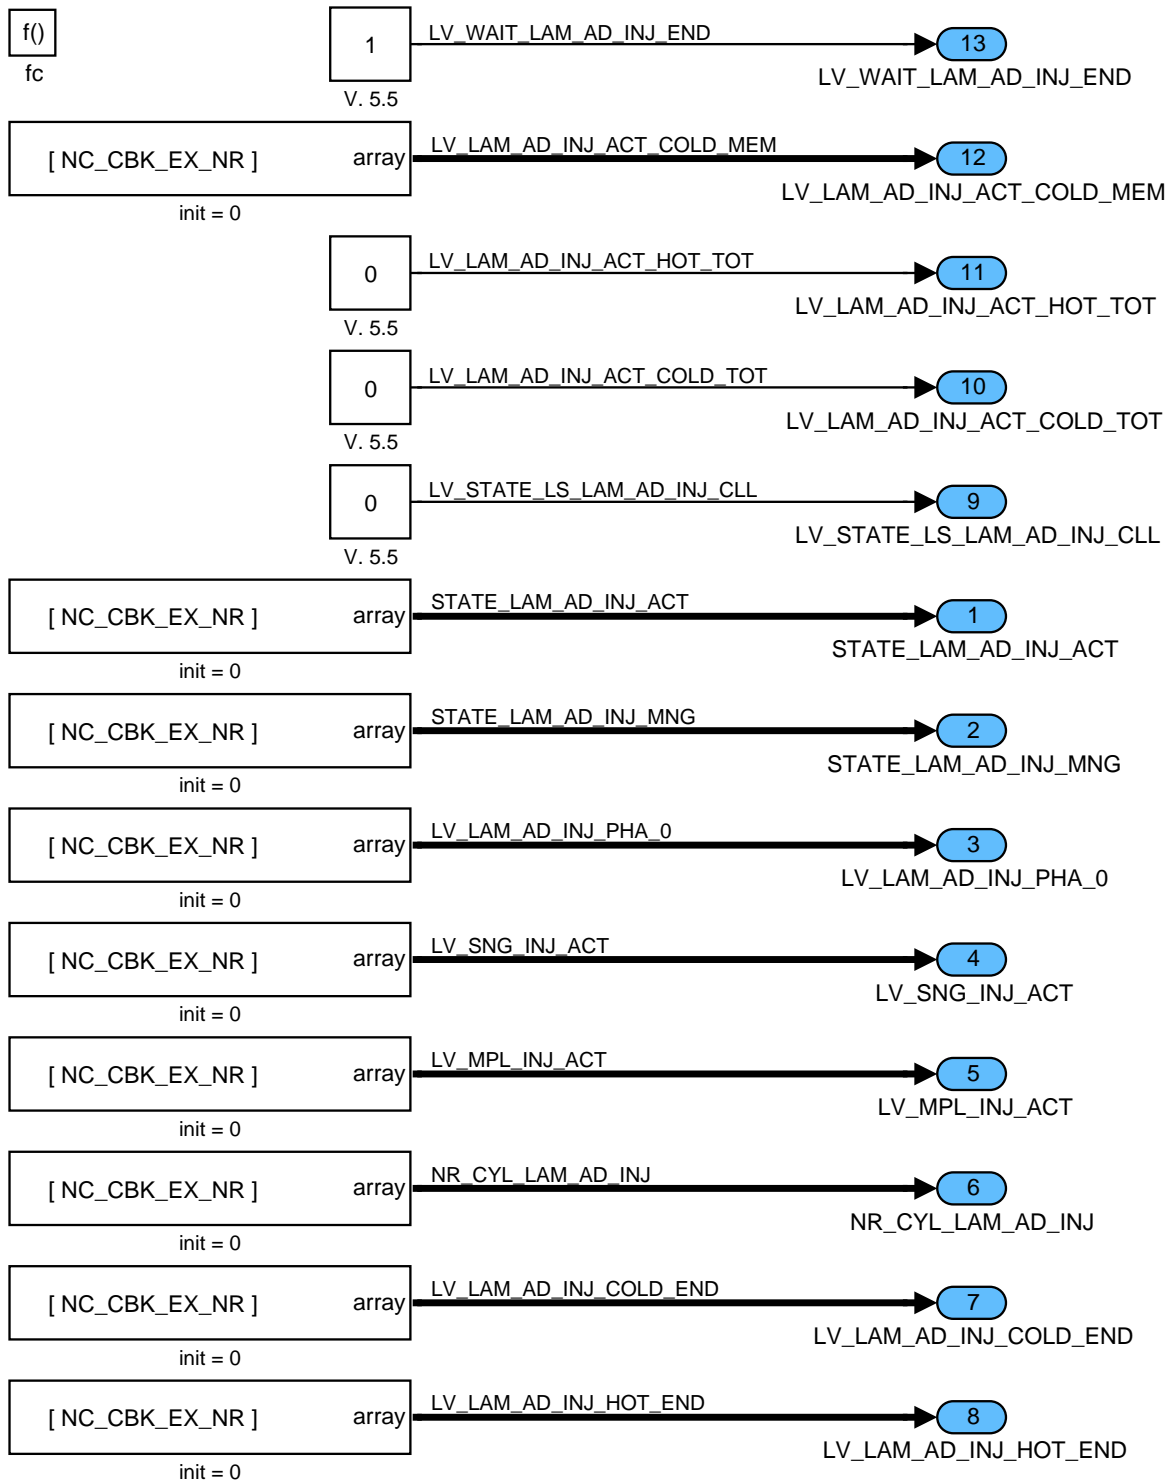 f()
fc
1
V. 5.5
LV_WAIT_LAM_AD_INJ_END
13
LV_WAIT_LAM_AD_INJ_END
[ NC_CBK_EX_NR ]
array
init = 0
LV_LAM_AD_INJ_ACT_COLD_MEM
12
LV_LAM_AD_INJ_ACT_COLD_MEM
0
V. 5.5
LV_LAM_AD_INJ_ACT_HOT_TOT
11
LV_LAM_AD_INJ_ACT_HOT_TOT
0
V. 5.5
LV_LAM_AD_INJ_ACT_COLD_TOT
10
LV_LAM_AD_INJ_ACT_COLD_TOT
0
V. 5.5
LV_STATE_LS_LAM_AD_INJ_CLL
9
LV_STATE_LS_LAM_AD_INJ_CLL
[ NC_CBK_EX_NR ]
array
init = 0
STATE_LAM_AD_INJ_ACT
1
STATE_LAM_AD_INJ_ACT
[ NC_CBK_EX_NR ]
array
init = 0
STATE_LAM_AD_INJ_MNG
2
STATE_LAM_AD_INJ_MNG
[ NC_CBK_EX_NR ]
array
init = 0
LV_LAM_AD_INJ_PHA_0
3
LV_LAM_AD_INJ_PHA_0
[ NC_CBK_EX_NR ]
array
init = 0
LV_SNG_INJ_ACT
4
LV_SNG_INJ_ACT
[ NC_CBK_EX_NR ]
array
init = 0
LV_MPL_INJ_ACT
5
LV_MPL_INJ_ACT
[ NC_CBK_EX_NR ]
array
init = 0
NR_CYL_LAM_AD_INJ
6
NR_CYL_LAM_AD_INJ
[ NC_CBK_EX_NR ]
array
init = 0
LV_LAM_AD_INJ_COLD_END
7
LV_LAM_AD_INJ_COLD_END
[ NC_CBK_EX_NR ]
array
init = 0
LV_LAM_AD_INJ_HOT_END
8
LV_LAM_AD_INJ_HOT_END